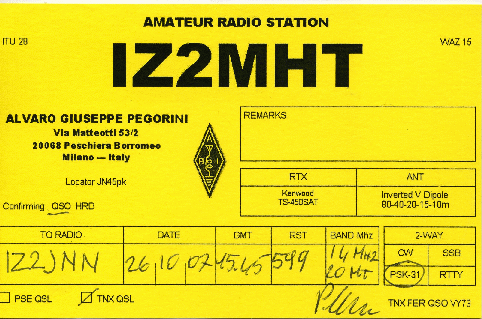 AMATEUR RADIO STATION
ITU 28
IZ2MHT
WAZ 15
ALVARO GIUSEPPE PEGORINI
Via Matteotti 53/2
20068 Peschiera Borromeo
Milano — Italy
Locator JN45pk
Confirming QSO HRD
REMARKS
RTX ANT
Kenwood
TS-450SAT
Inverted V Dipole
80-40-20-15-10m
TO RADIO DATE GMT RST BAND Mhz 2-WAY
IZ2JNN 26 10 07 15.45 599 14 MHz
20 Mt
CW SSB
PSK-31 RTTY
PSE QSL TNX QSL
TNX FER QSO VY73